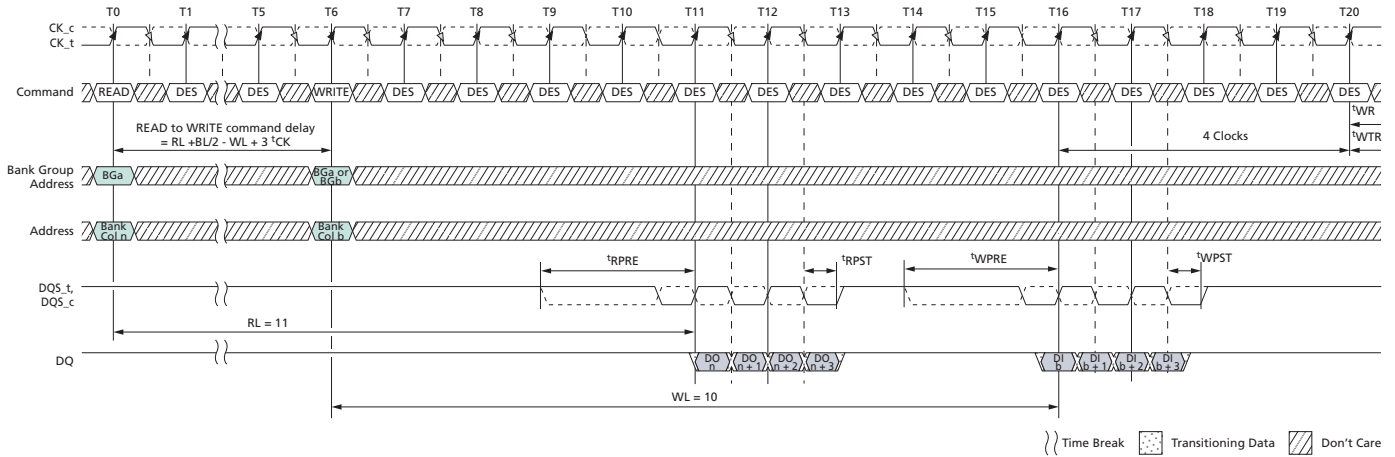 T0 T1 T5 T6 T7 T8 T9 T10 T11 T12 T13 T14 T15 T16 T17 T18 T19 T20
CK_c
CK_t
Command READ DES DES WRITE DES DES DES DES DES DES DES DES DES DES DES DES DES DES
READ to WRITE command delay
= RL +BL/2 - WL + 3 tCK
tWR
4 Clocks
tWTR
Bank Group
Address
BGa
BGa or
BGb
Address
Bank
Col n
Bank
Col b
tRPRE tRPST tWPRE tWPST
DQS_t,
DQS_c
RL = 11
DQ
DO
n
DO
n + 1
DO
n + 2
DO
n + 3
DI
b
DI
b + 1
DI
b + 2
DI
b + 3
WL = 10
Time Break Transitioning Data Don't Care